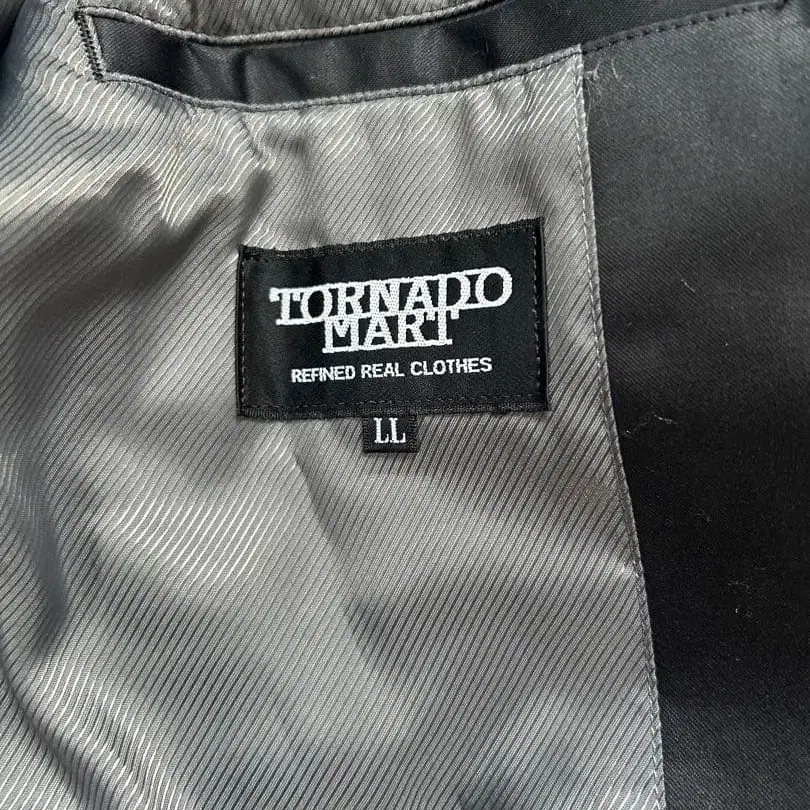 TORNADO
MART
REFINED REAL CLOTHES
LL